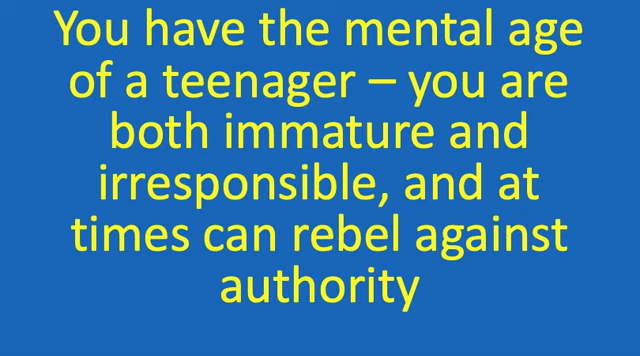 You have the mental age
of a teenager – you are
both immature and
irresponsible, and at
times can rebel against
authority